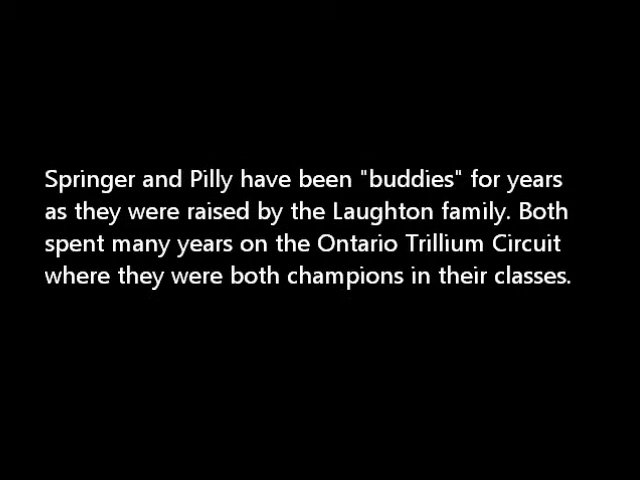 Springer and Pilly have been "buddies" for years
as they were raised by the Laughton family. Both
spent many years on the Ontario Trillium Circuit
where they were both champions in their classes.